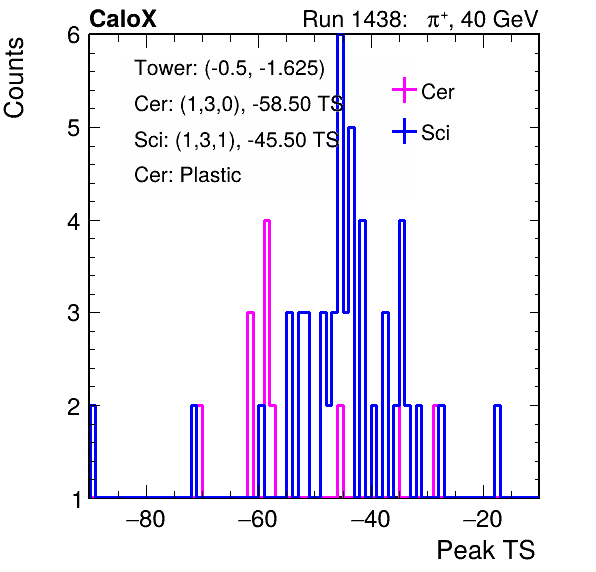 CaloX Run 1438: π⁺, 40 GeV
Counts
Tower: (-0.5, -1.625)
Cer: (1,3,0), -58.50 TS
Sci: (1,3,1), -45.50 TS
Cer: Plastic
Cer
Sci
6
5
4
3
2
1
−80 −60 −40 −20
Peak TS